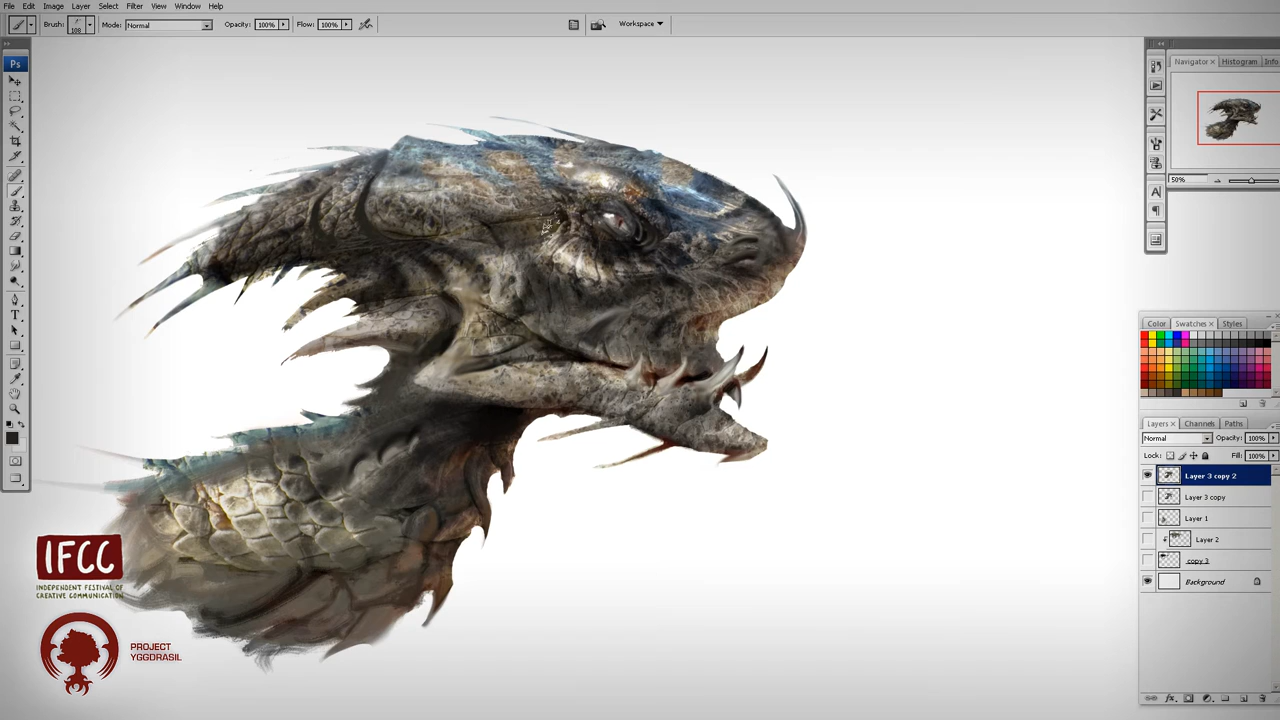 File Edit Image Layer Select Filter View Window Help
Brush: 108 Mode: Normal Opacity: 100% Flow: 100% Workspace
Ps
Navigator × Histogram Info
50%
A
Color Swatches × Styles
Layers × Channels Paths
Normal Opacity: 100%
Lock: Fill: 100%
Layer 3 copy 2
Layer 3 copy
Layer 1
Layer 2
copy 3
Background
IFCC
INDEPENDENT FESTIVAL OF
CREATIVE COMMUNICATION
PROJECT
YGGDRASIL